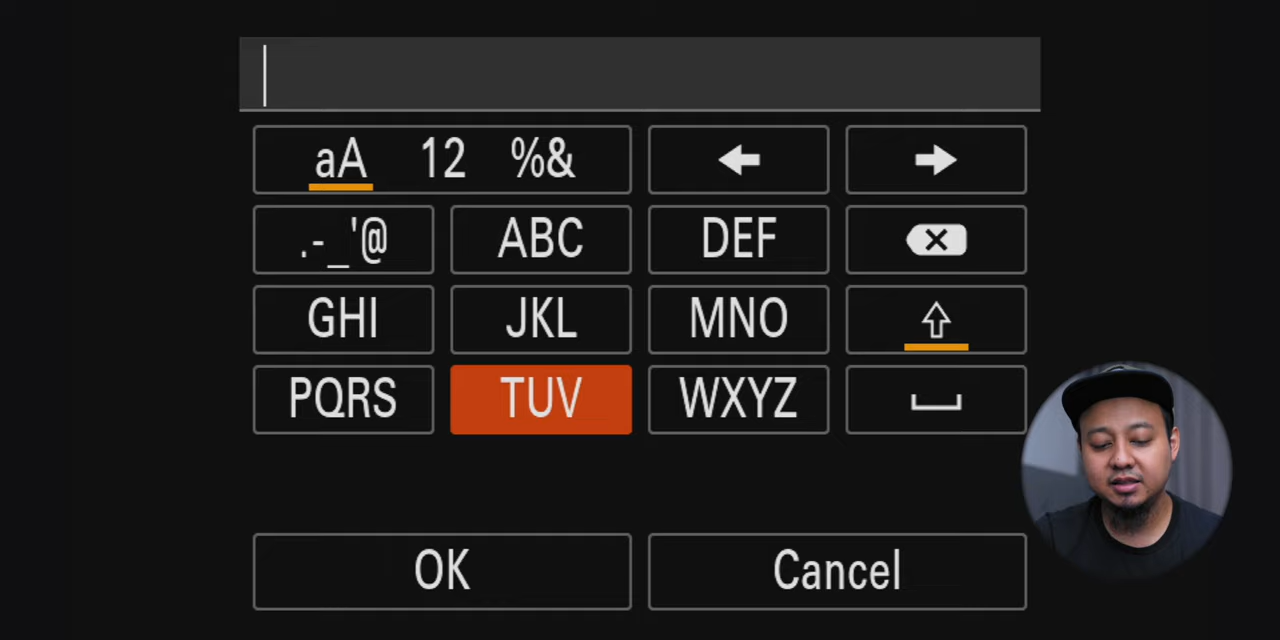 aA 12 %&
.-_'@ ABC DEF
GHI JKL MNO
PQRS TUV WXYZ
OK Cancel